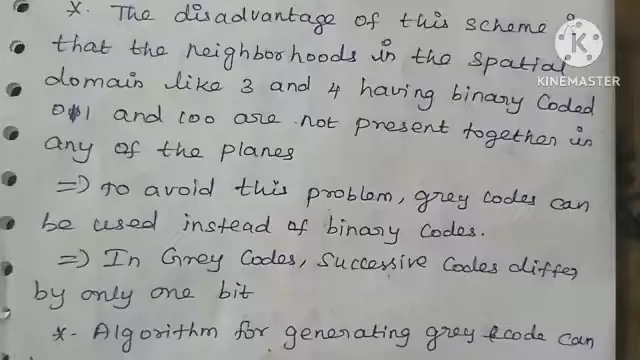 *. The disadvantage of this scheme is
that the neighborhoods in the spatial
domain like 3 and 4 having binary coded
011 and 100 are not present together in
any of the planes
=> to avoid this problem, grey codes can
be used instead of binary codes.
=> In Grey Codes, successive codes differ
by only one bit
*. Algorithm for generating grey code can
K
KINEMASTER